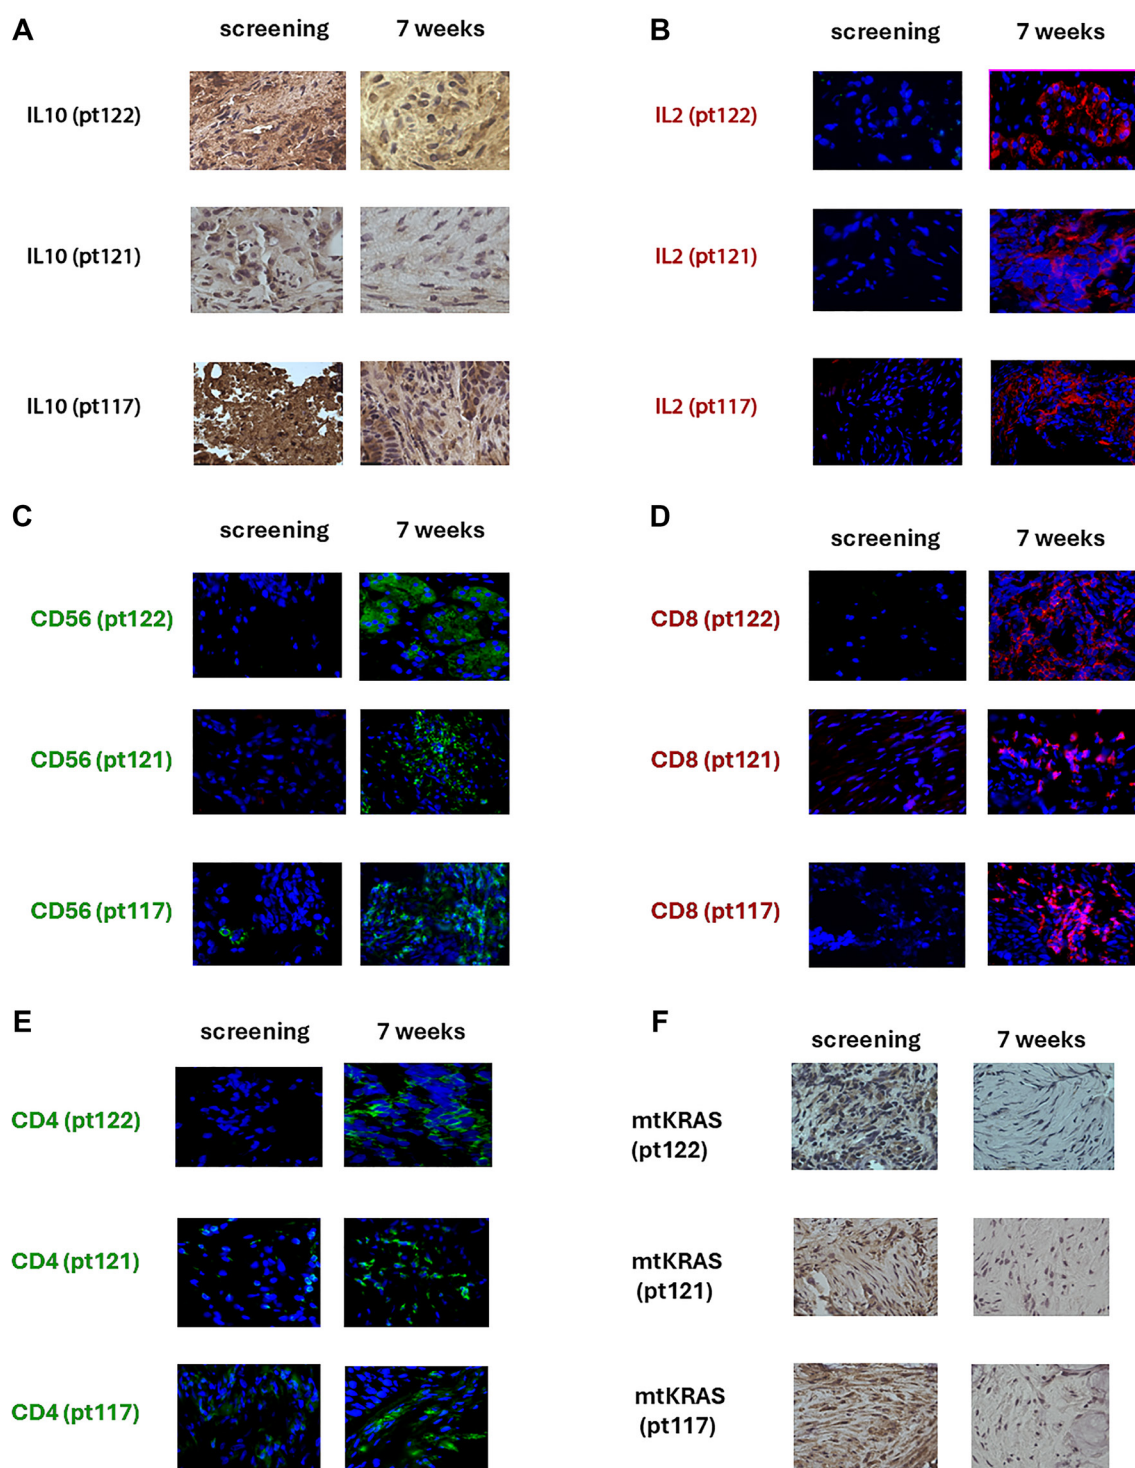 A
screening 7 weeks
IL10 (pt122)
IL10 (pt121)
IL10 (pt117)
B
screening 7 weeks
IL2 (pt122)
IL2 (pt121)
IL2 (pt117)
C
screening 7 weeks
CD56 (pt122)
CD56 (pt121)
CD56 (pt117)
D
screening 7 weeks
CD8 (pt122)
CD8 (pt121)
CD8 (pt117)
E
screening 7 weeks
CD4 (pt122)
CD4 (pt121)
CD4 (pt117)
F
screening 7 weeks
mtKRAS
(pt122)
mtKRAS
(pt121)
mtKRAS
(pt117)